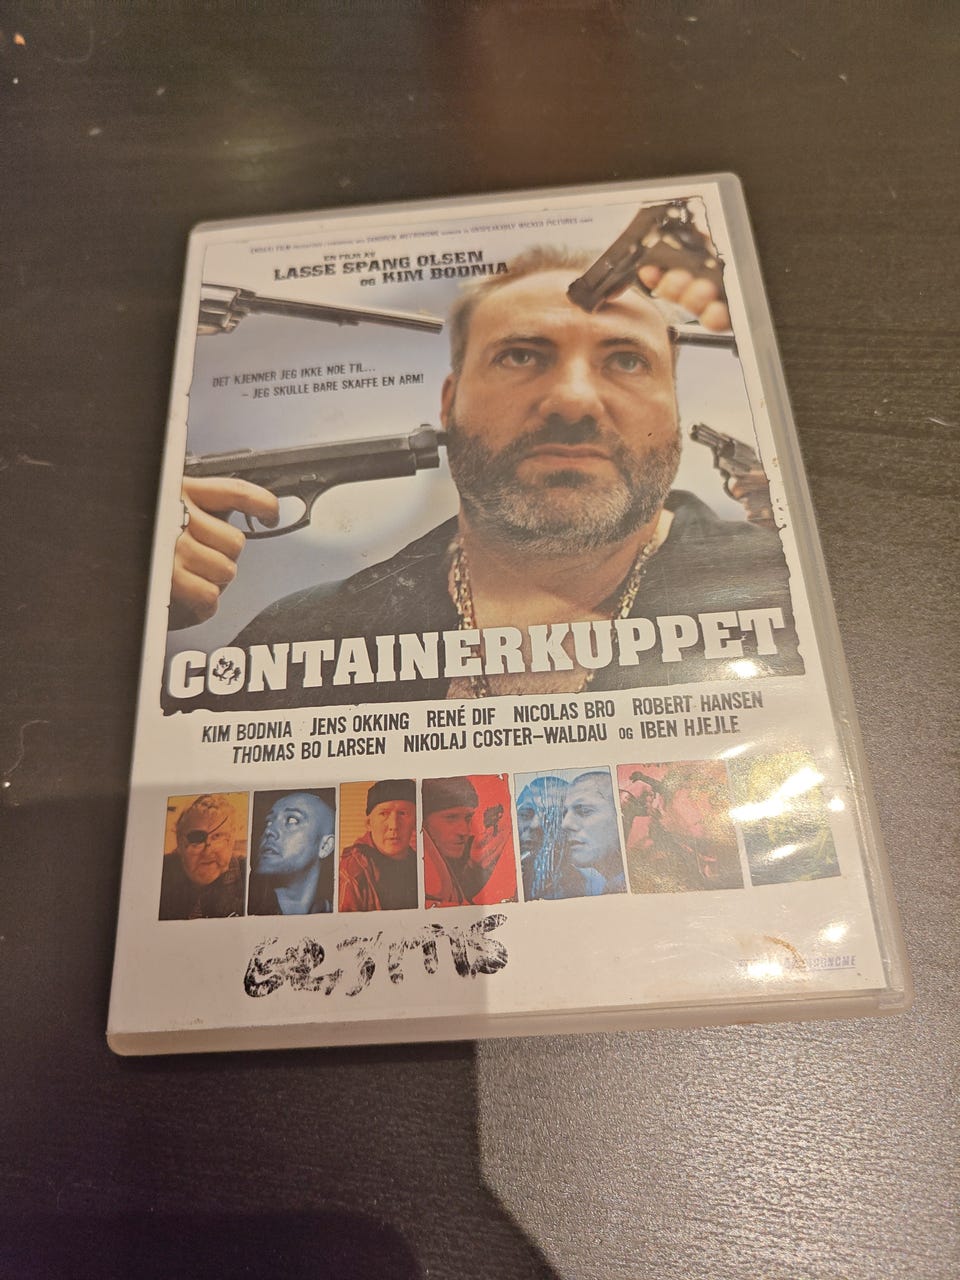 EN FILM AV
LASSE SPANG OLSEN
OG KIM BODNIA
DET KJENNER JEG IKKE NOE TIL...
– JEG SKULLE BARE SKAFFE EN ARM!
CONTAINERKUPPET
KIM BODNIA JENS OKKING RENÉ DIF NICOLAS BRO ROBERT HANSEN
THOMAS BO LARSEN NIKOLAJ COSTER-WALDAU OG IBEN HJEJLE